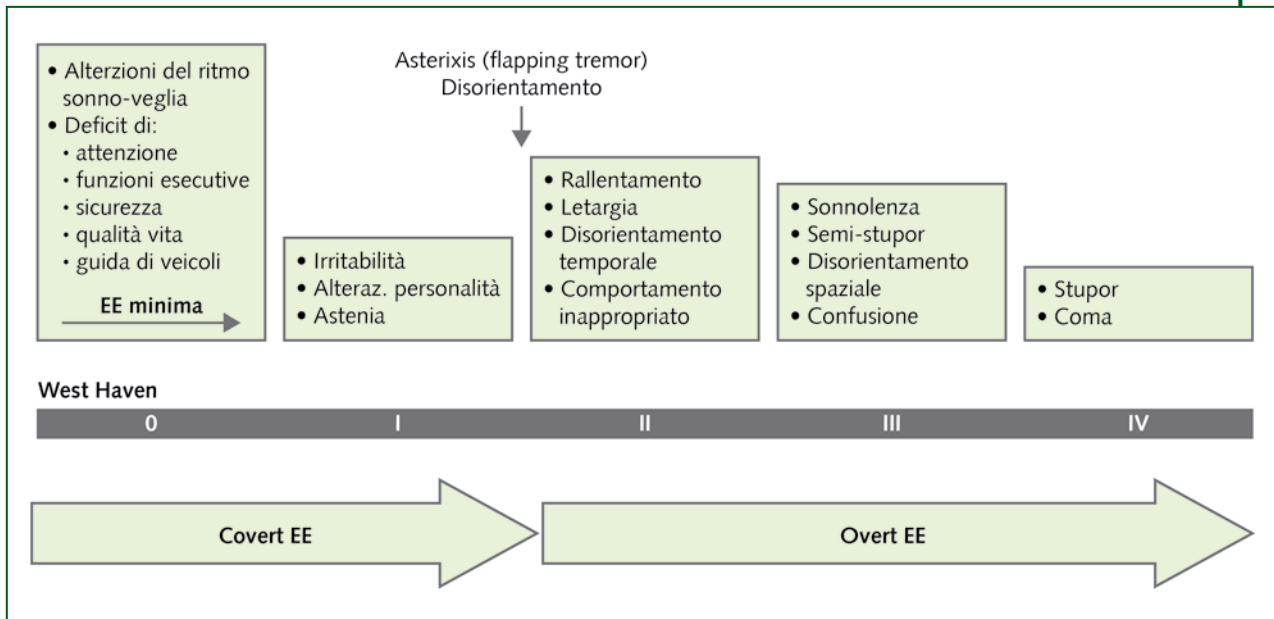 • Alterzioni del ritmo
sonno-veglia
• Deficit di:
• attenzione
• funzioni esecutive
• sicurezza
• qualità vita
• guida di veicoli
EE minima
• Irritabilità
• Alteraz. personalità
• Astenia
Asterixis (flapping tremor)
Disorientamento
• Rallentamento
• Letargia
• Disorientamento
temporale
• Comportamento
inappropriato
• Sonnolenza
• Semi-stupor
• Disorientamento
spaziale
• Confusione
• Stupor
• Coma
West Haven
0 I II III IV
Covert EE Overt EE